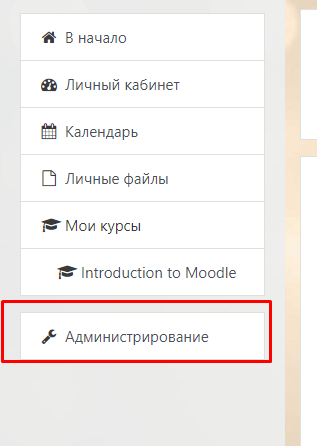 В начало
Личный кабинет
Календарь
Личные файлы
Мои курсы
Introduction to Moodle
Администрирование